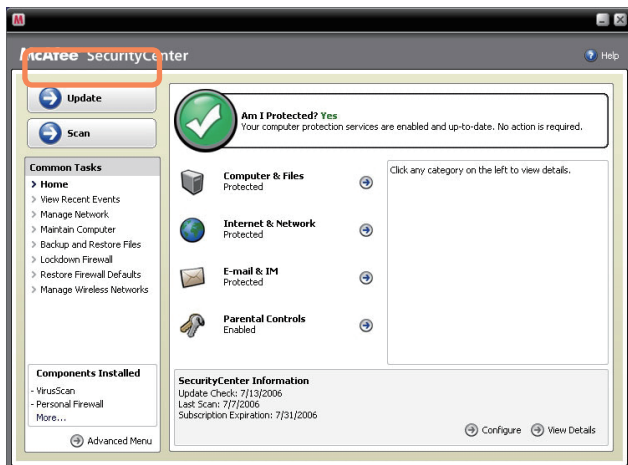 M
McAfee SecurityCenter
Help
Update
Scan
Am I Protected? Yes
Your computer protection services are enabled and up-to-date. No action is required.
Common Tasks
Home
View Recent Events
Manage Network
Maintain Computer
Backup and Restore Files
Lockdown Firewall
Restore Firewall Defaults
Manage Wireless Networks
Components Installed
- VirusScan
- Personal Firewall
More...
Advanced Menu
Computer & Files
Protected
Internet & Network
Protected
E-mail & IM
Protected
Parental Controls
Enabled
Click any category on the left to view details.
SecurityCenter Information
Update Check: 7/13/2006
Last Scan: 7/7/2006
Subscription Expiration: 7/31/2006
Configure
View Details